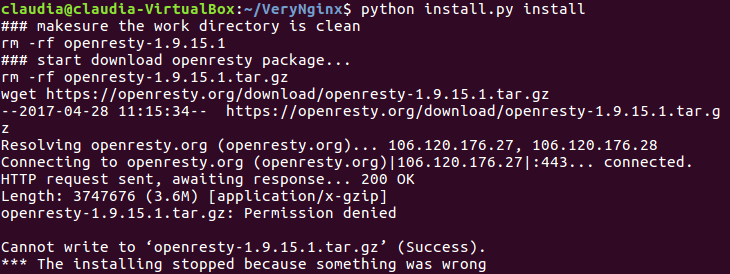 claudia@claudia-VirtualBox:~/VeryNginx$ python install.py install
### makesure the work directory is clean
rm -rf openresty-1.9.15.1
### start download openresty package...
rm -rf openresty-1.9.15.1.tar.gz
wget https://openresty.org/download/openresty-1.9.15.1.tar.gz
--2017-04-28 11:15:34--  https://openresty.org/download/openresty-1.9.15.1.tar.g
z
Resolving openresty.org (openresty.org)... 106.120.176.27, 106.120.176.28
Connecting to openresty.org (openresty.org)|106.120.176.27|:443... connected.
HTTP request sent, awaiting response... 200 OK
Length: 3747676 (3.6M) [application/x-gzip]
openresty-1.9.15.1.tar.gz: Permission denied
Cannot write to ‘openresty-1.9.15.1.tar.gz’ (Success).
*** The installing stopped because something was wrong